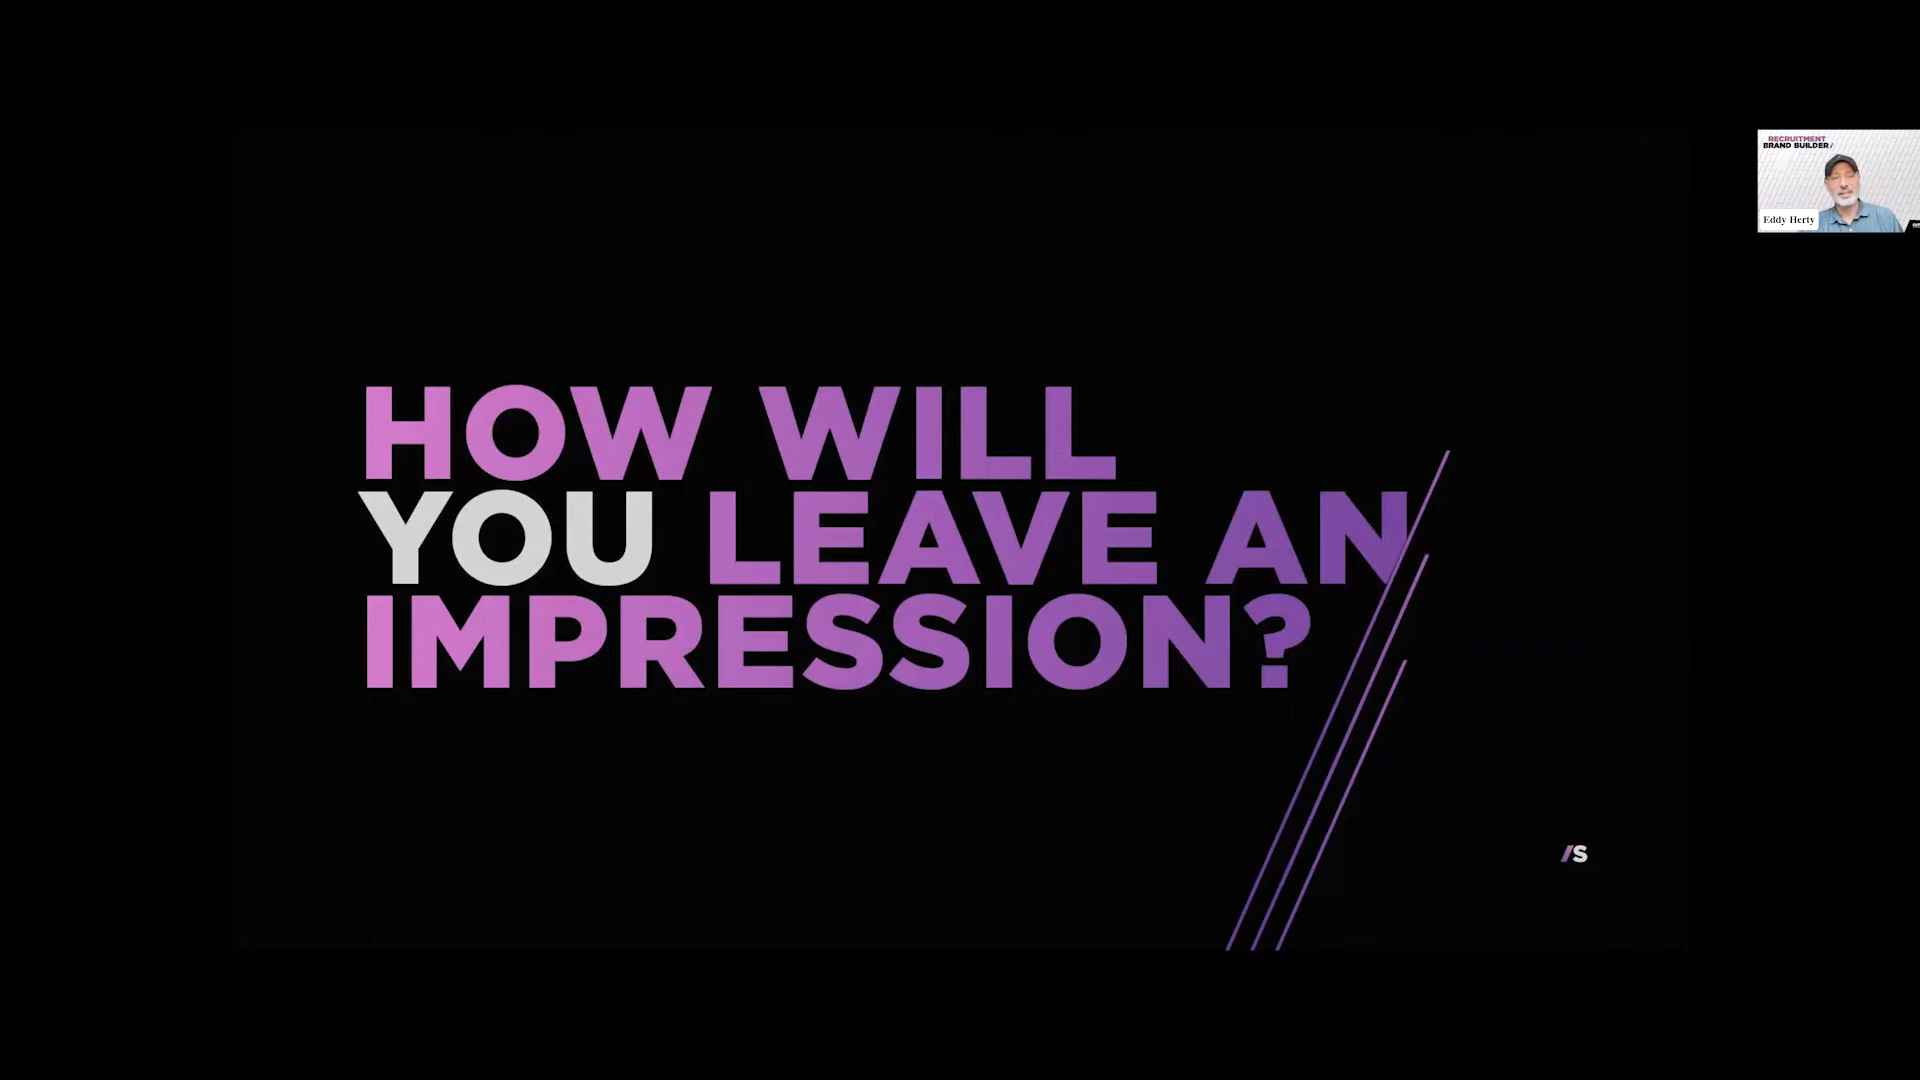 RECRUITMENT
BRAND BUILDER/
Eddy Herty
HOW WILL
YOU LEAVE AN
IMPRESSION?
/S